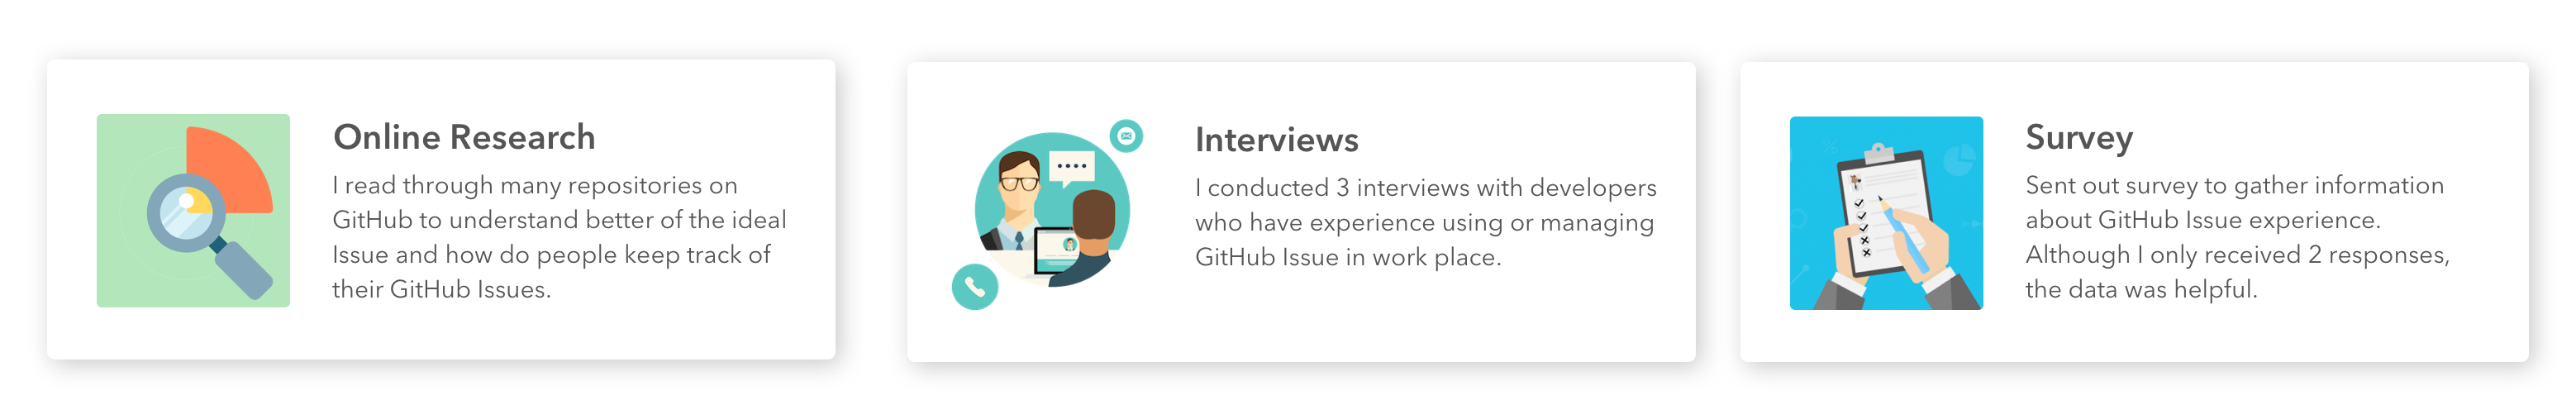 Online Research
I read through many repositories on
GitHub to understand better of the ideal
Issue and how do people keep track of
their GitHub Issues.
Interviews
I conducted 3 interviews with developers
who have experience using or managing
GitHub Issue in work place.
Survey
Sent out survey to gather information
about GitHub Issue experience.
Although I only received 2 responses,
the data was helpful.